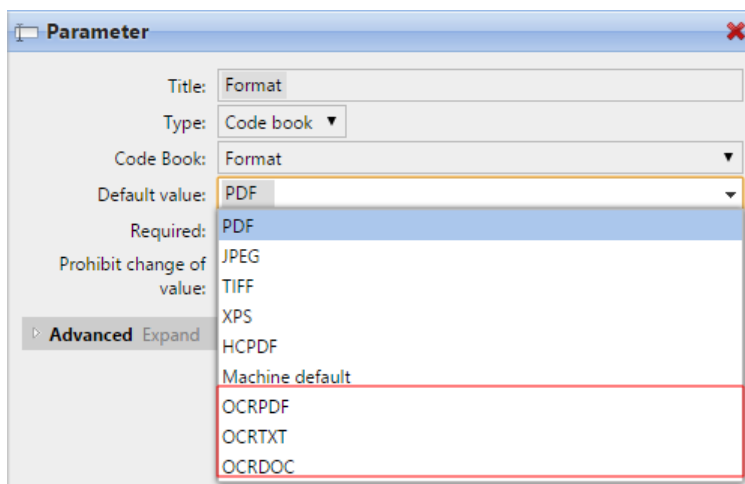 Parameter
Title: Format
Type: Code book
Code Book: Format
Default value: PDF
Required: PDF
Prohibit change of JPEG
value: TIFF
XPS
Advanced Expand
HCPDF
Machine default
OCRPDF
OCRTXT
OCRDOC